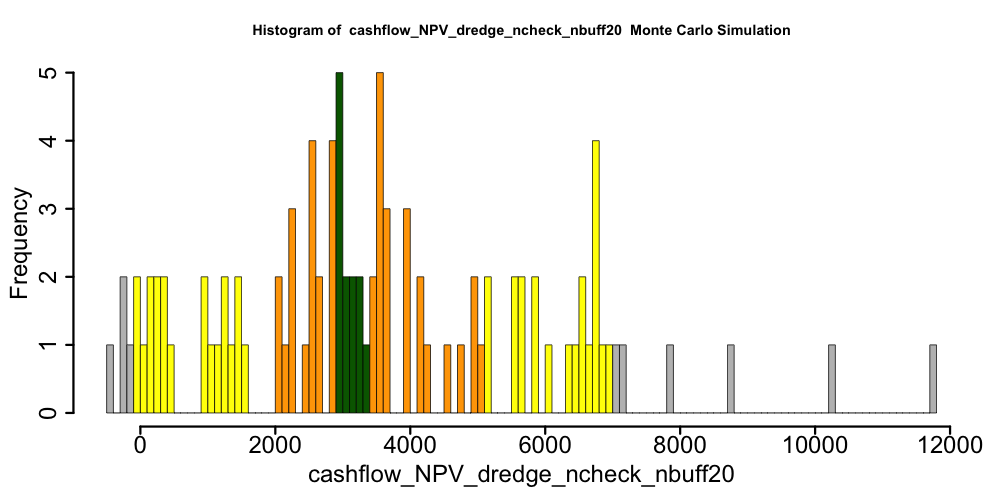 Histogram of  cashflow_NPV_dredge_ncheck_nbuff20  Monte Carlo Simulation
5
4
3
2
1
0
Frequency
0 2000 4000 6000 8000 10000 12000
cashflow_NPV_dredge_ncheck_nbuff20